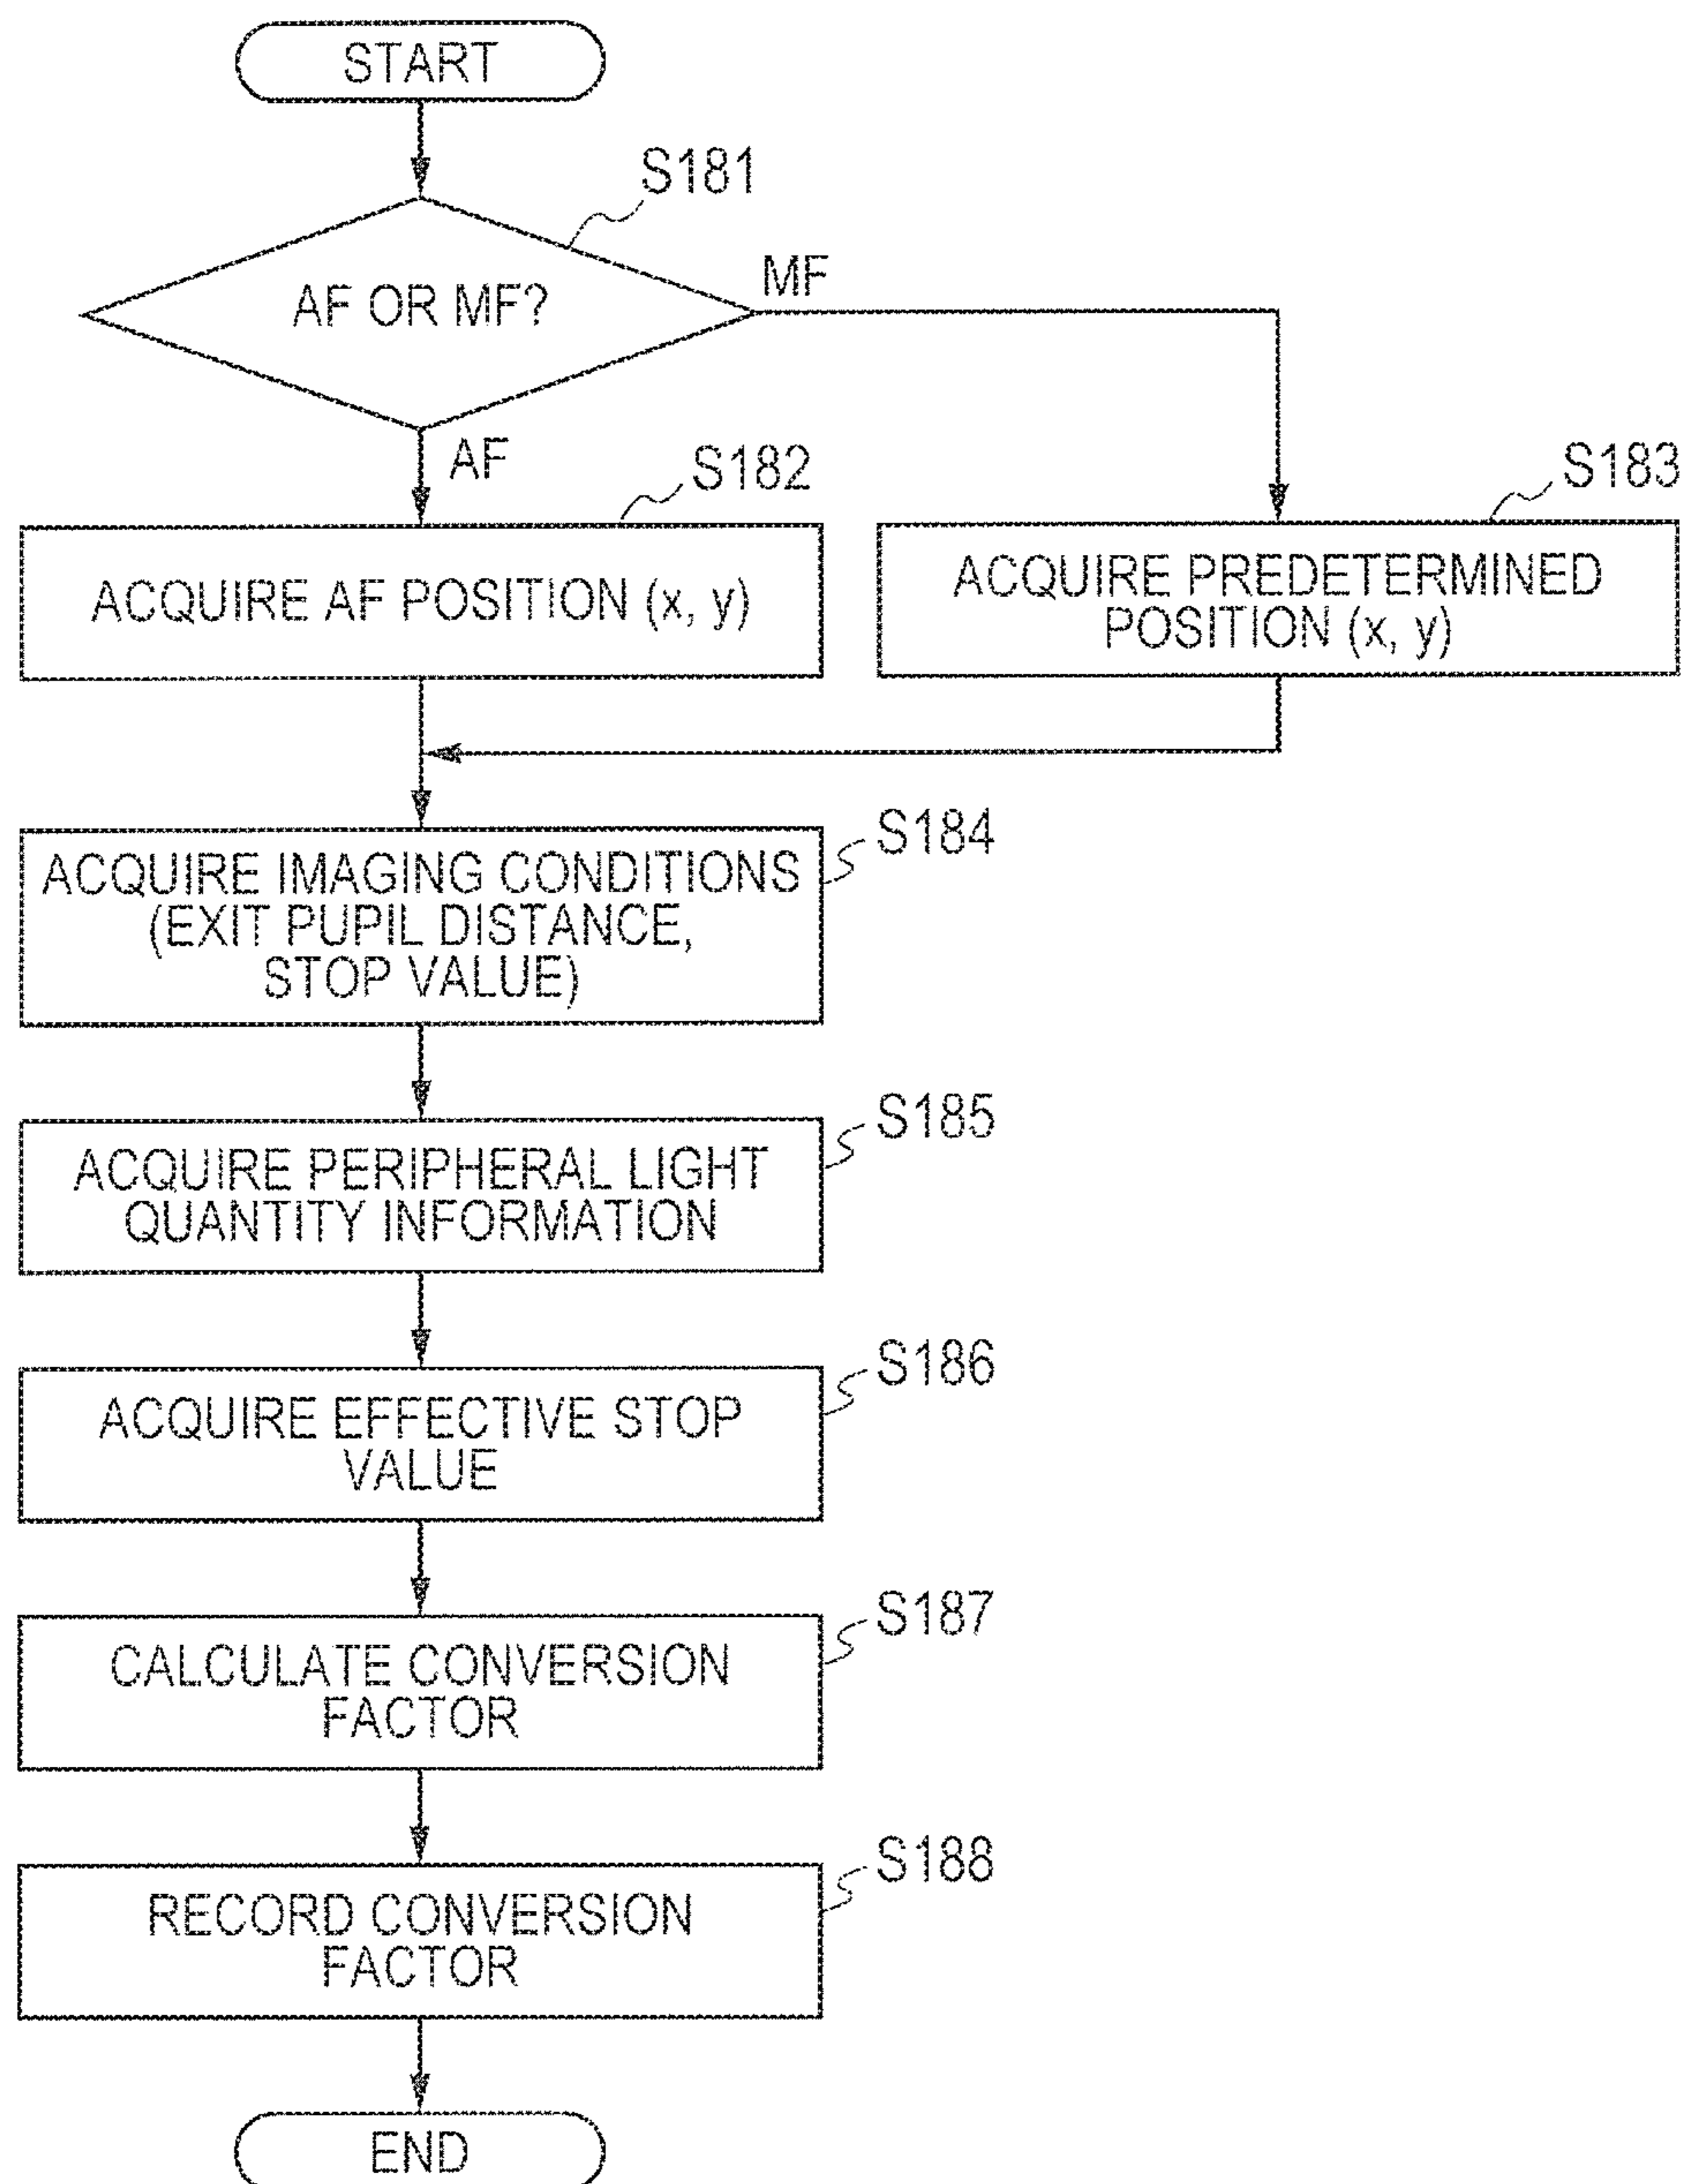 START
S181
AF OR MF?
MF
AF
S182
S183
ACQUIRE AF POSITION (x, y)
ACQUIRE PREDETERMINED
POSITION (x, y)
S184
ACQUIRE IMAGING CONDITIONS
(EXIT PUPIL DISTANCE,
STOP VALUE)
S185
ACQUIRE PERIPHERAL LIGHT
QUANTITY INFORMATION
S186
ACQUIRE EFFECTIVE STOP
VALUE
S187
CALCULATE CONVERSION
FACTOR
S188
RECORD CONVERSION
FACTOR
END